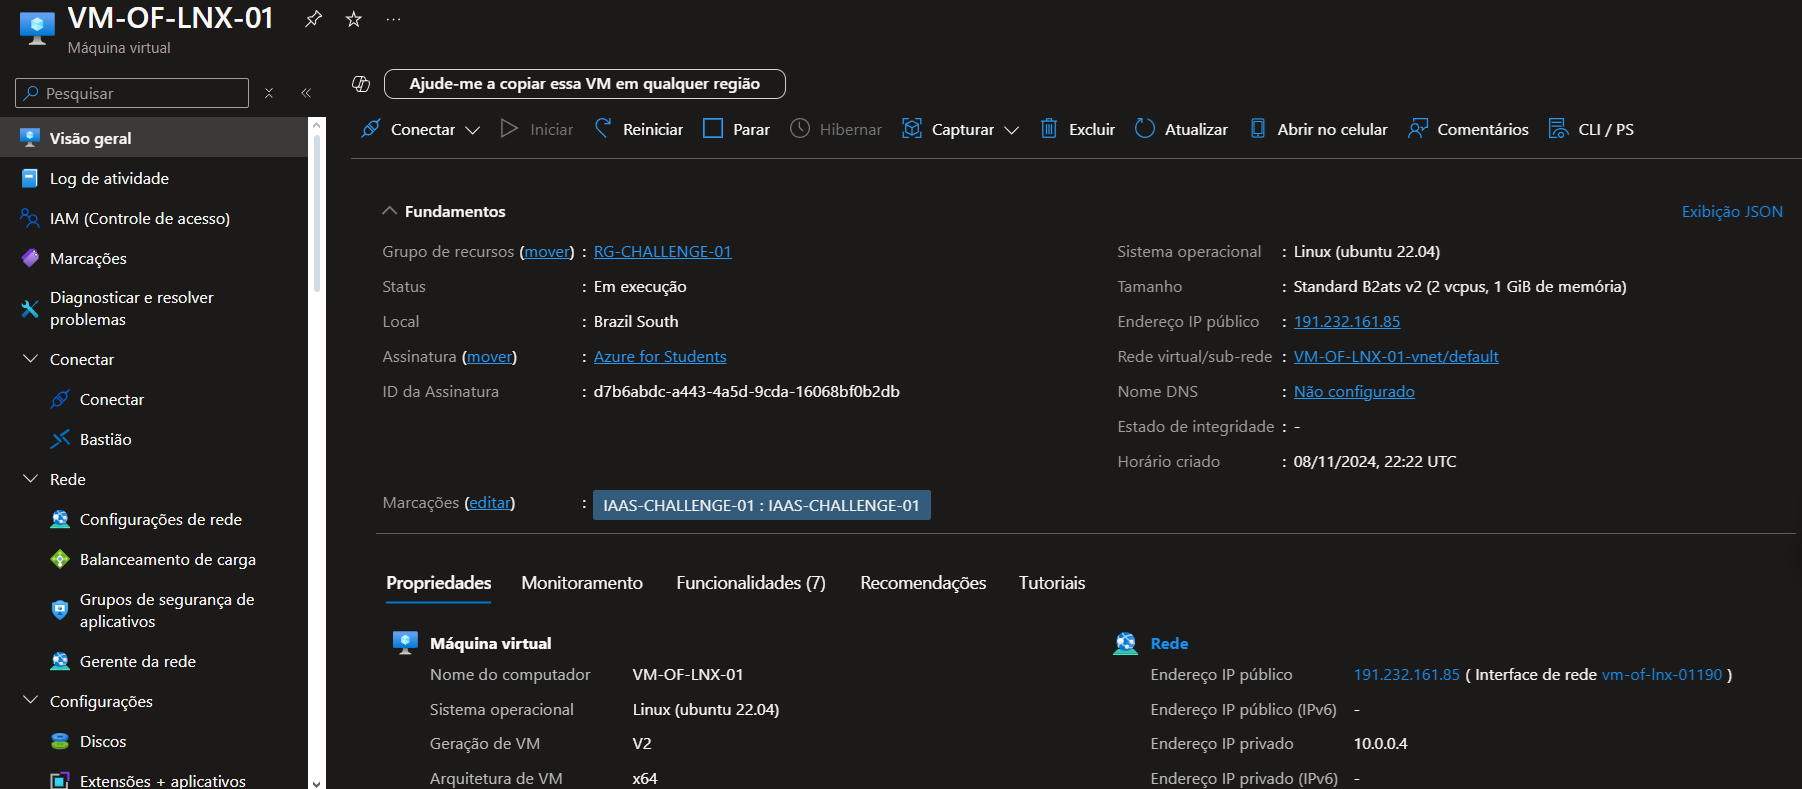 VM-OF-LNX-01
Máquina virtual
Pesquisar
Visão geral
Log de atividade
IAM (Controle de acesso)
Marcações
Diagnosticar e resolver
problemas
Conectar
Conectar
Bastião
Rede
Configurações de rede
Balanceamento de carga
Grupos de segurança de
aplicativos
Gerente da rede
Configurações
Discos
Extensões + aplicativos
Ajude-me a copiar essa VM em qualquer região
Conectar Iniciar Reiniciar Parar Hibernar Capturar Excluir Atualizar Abrir no celular Comentários CLI / PS
Fundamentos
Exibição JSON
Grupo de recursos (mover) : RG-CHALLENGE-01
Status : Em execução
Local : Brazil South
Assinatura (mover) : Azure for Students
ID da Assinatura : d7b6abdc-a443-4a5d-9cda-16068bf0b2db
Sistema operacional : Linux (ubuntu 22.04)
Tamanho : Standard B2ats v2 (2 vcpus, 1 GiB de memória)
Endereço IP público : 191.232.161.85
Rede virtual/sub-rede : VM-OF-LNX-01-vnet/default
Nome DNS : Não configurado
Estado de integridade : -
Horário criado : 08/11/2024, 22:22 UTC
Marcações (editar) : IAAS-CHALLENGE-01 : IAAS-CHALLENGE-01
Propriedades Monitoramento Funcionalidades (7) Recomendações Tutoriais
Máquina virtual
Nome do computador VM-OF-LNX-01
Sistema operacional Linux (ubuntu 22.04)
Geração de VM V2
Arquitetura de VM x64
Rede
Endereço IP público 191.232.161.85 ( Interface de rede vm-of-lnx-01190 )
Endereço IP público (IPv6) -
Endereço IP privado 10.0.0.4
Endereço IP privado (IPv6) -